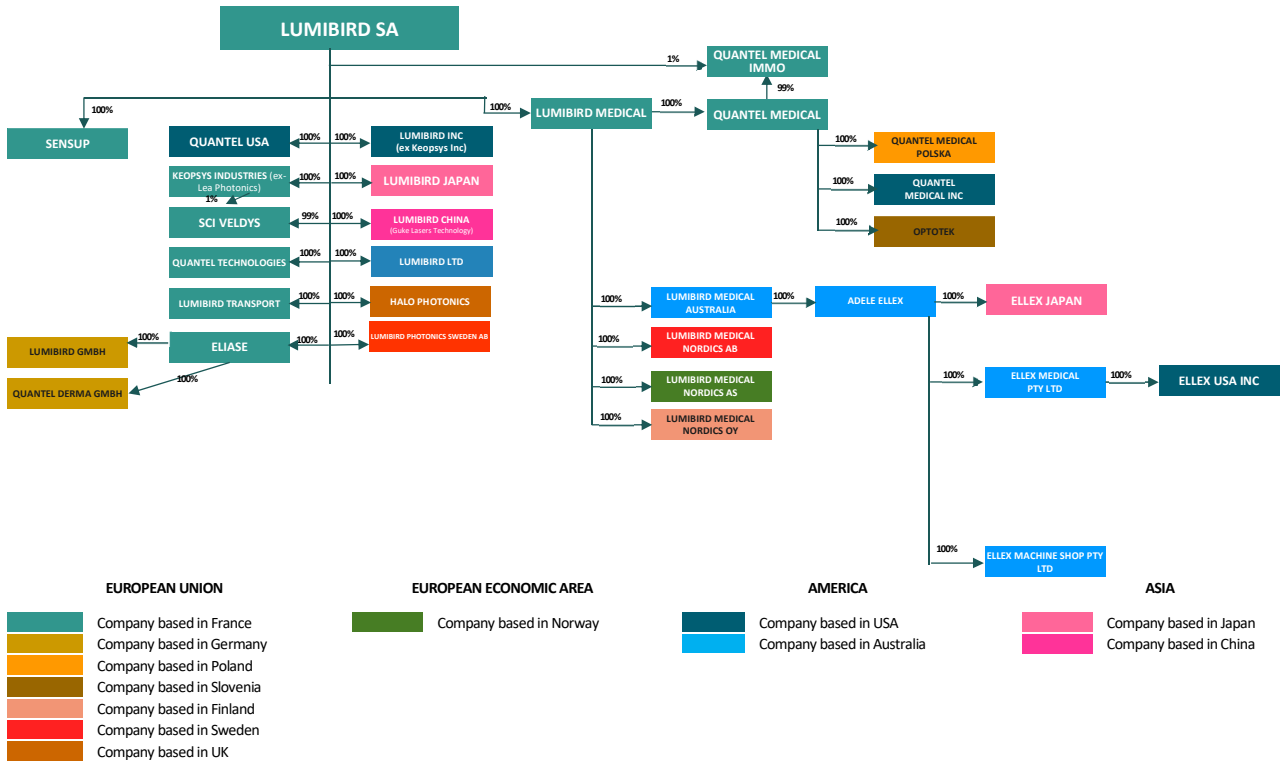 LUMIBIRD SA
1%
QUANTEL MEDICAL
IMMO
99%
100%
SENSUP
100%
LUMIBIRD MEDICAL
100%
QUANTEL MEDICAL
QUANTEL USA
100%
100%
LUMIBIRD INC
(ex Keopsys Inc)
100%
QUANTEL MEDICAL
POLSKA
KEOPSYS INDUSTRIES (ex-
Lea Photonics)
100%
100%
LUMIBIRD JAPAN
100%
QUANTEL
MEDICAL INC
1%
SCI VELDYS
99%
100%
LUMIBIRD CHINA
(Guke Lasers Technology)
100%
OPTOTEK
QUANTEL TECHNOLOGIES
100%
100%
LUMIBIRD LTD
LUMIBIRD TRANSPORT
100%
100%
HALO PHOTONICS
100%
LUMIBIRD MEDICAL
AUSTRALIA
100%
ADELE ELLEX
100%
ELLEX JAPAN
LUMIBIRD GMBH
100%
ELIASE
100%
100%
LUMIBIRD PHOTONICS SWEDEN AB
100%
LUMIBIRD MEDICAL
NORDICS AB
QUANTEL DERMA GMBH
100%
100%
LUMIBIRD MEDICAL
NORDICS AS
100%
ELLEX MEDICAL
PTY LTD
100%
ELLEX USA INC
100%
LUMIBIRD MEDICAL
NORDICS OY
100%
ELLEX MACHINE SHOP PTY
LTD
EUROPEAN UNION
Company based in France
Company based in Germany
Company based in Poland
Company based in Slovenia
Company based in Finland
Company based in Sweden
Company based in UK
EUROPEAN ECONOMIC AREA
Company based in Norway
AMERICA
Company based in USA
Company based in Australia
ASIA
Company based in Japan
Company based in China